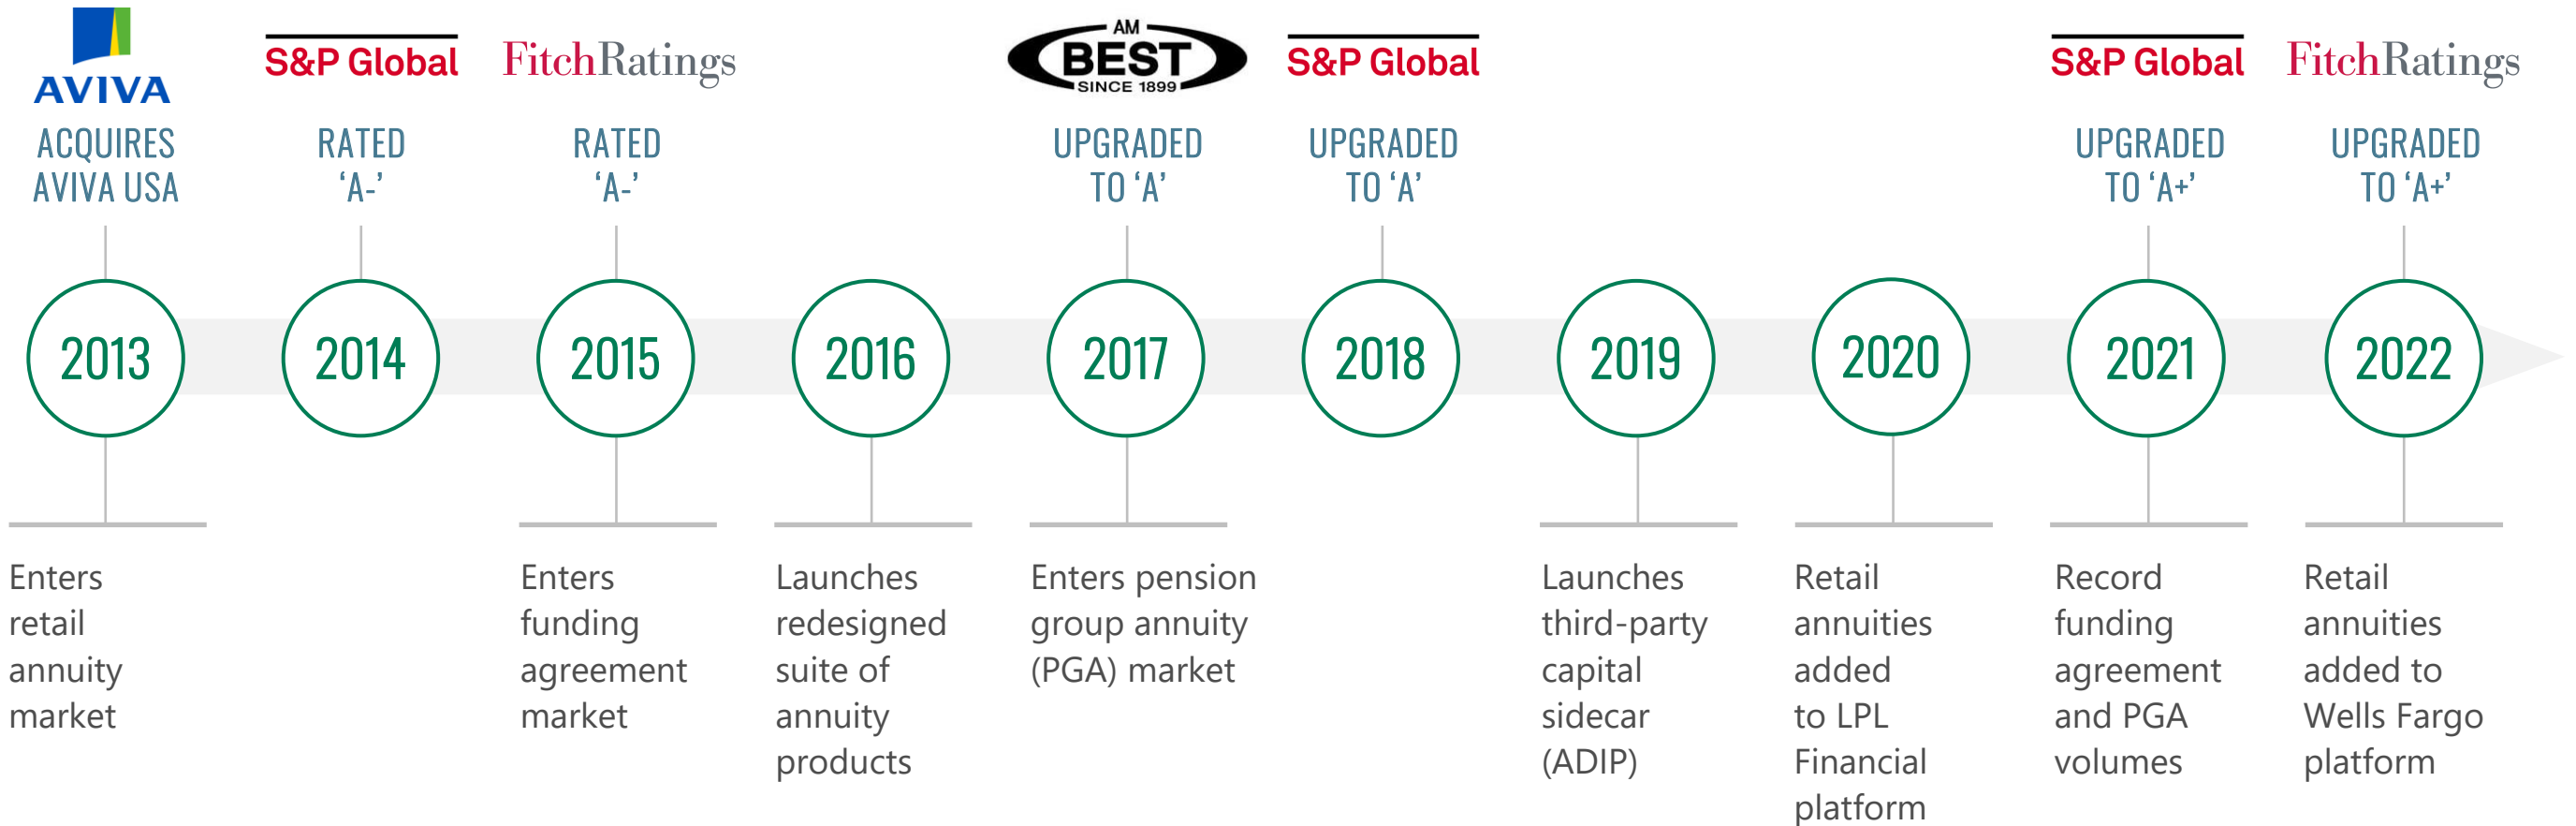 AVIVA
ACQUIRES
AVIVA USA
S&P Global
RATED
‘A-’
FitchRatings
RATED
‘A-’
AM
BEST
SINCE 1899
UPGRADED
TO ‘A’
S&P Global
UPGRADED
TO ‘A’
S&P Global
UPGRADED
TO ‘A+’
FitchRatings
UPGRADED
TO ‘A+’
2013
2014
2015
2016
2017
2018
2019
2020
2021
2022
Enters
retail
annuity
market
Enters
funding
agreement
market
Launches
redesigned
suite of
annuity
products
Enters pension
group annuity
(PGA) market
Launches
third-party
capital
sidecar
(ADIP)
Retail
annuities
added
to LPL
Financial
platform
Record
funding
agreement
and PGA
volumes
Retail
annuities
added to
Wells Fargo
platform